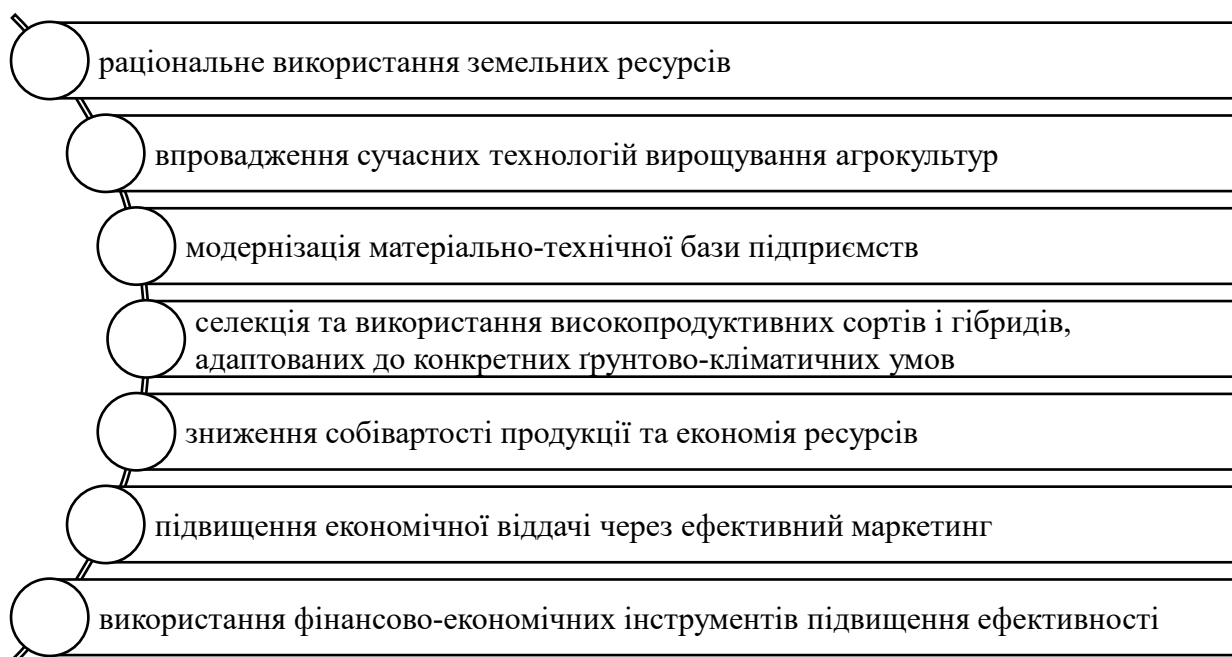 раціональне використання земельних ресурсів
впровадження сучасних технологій вирощування агрокультур
модернізація матеріально-технічної бази підприємств
селекція та використання високопродуктивних сортів і гібридів,
адаптованих до конкретних ґрунтово-кліматичних умов
зниження собівартості продукції та економія ресурсів
підвищення економічної віддачі через ефективний маркетинг
використання фінансово-економічних інструментів підвищення ефективності